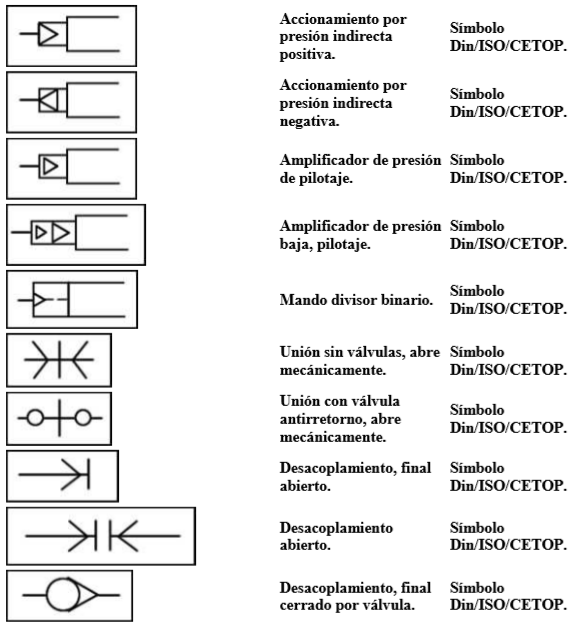 Accionamiento por
presión indirecta
positiva.
Símbolo
Din/ISO/CETOP.
Accionamiento por
presión indirecta
negativa.
Símbolo
Din/ISO/CETOP.
Amplificador de presión
de pilotaje.
Símbolo
Din/ISO/CETOP.
Amplificador de presión
baja, pilotaje.
Símbolo
Din/ISO/CETOP.
Mando divisor binario.
Símbolo
Din/ISO/CETOP.
Unión sin válvulas, abre
mecánicamente.
Símbolo
Din/ISO/CETOP.
Unión con válvula
antirretorno, abre
mecánicamente.
Símbolo
Din/ISO/CETOP.
Desacoplamiento, final
abierto.
Símbolo
Din/ISO/CETOP.
Desacoplamiento
abierto.
Símbolo
Din/ISO/CETOP.
Desacoplamiento, final
cerrado por válvula.
Símbolo
Din/ISO/CETOP.